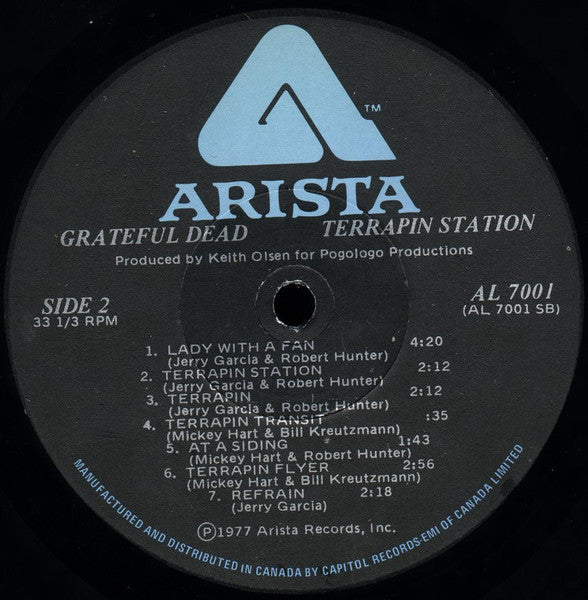 ™
ARISTA
GRATEFUL DEAD TERRAPIN STATION
Produced by Keith Olsen for Pogologo Productions
SIDE 2 AL 7001
33 1/3 RPM (AL 7001 SB)
1. LADY WITH A FAN 4:20
(Jerry Garcia & Robert Hunter)
2. TERRAPIN STATION 2:12
(Jerry Garcia & Robert Hunter)
3. TERRAPIN 2:12
(Jerry Garcia & Robert Hunter)
4. TERRAPIN TRANSIT :35
(Mickey Hart & Bill Kreutzmann)
5. AT A SIDING 1:43
(Mickey Hart & Robert Hunter)
6. TERRAPIN FLYER 2:56
(Mickey Hart & Bill Kreutzmann)
7. REFRAIN 2:18
(Jerry Garcia)
℗1977 Arista Records, Inc.
MANUFACTURED AND DISTRIBUTED IN CANADA BY CAPITOL RECORDS-EMI OF CANADA LIMITED